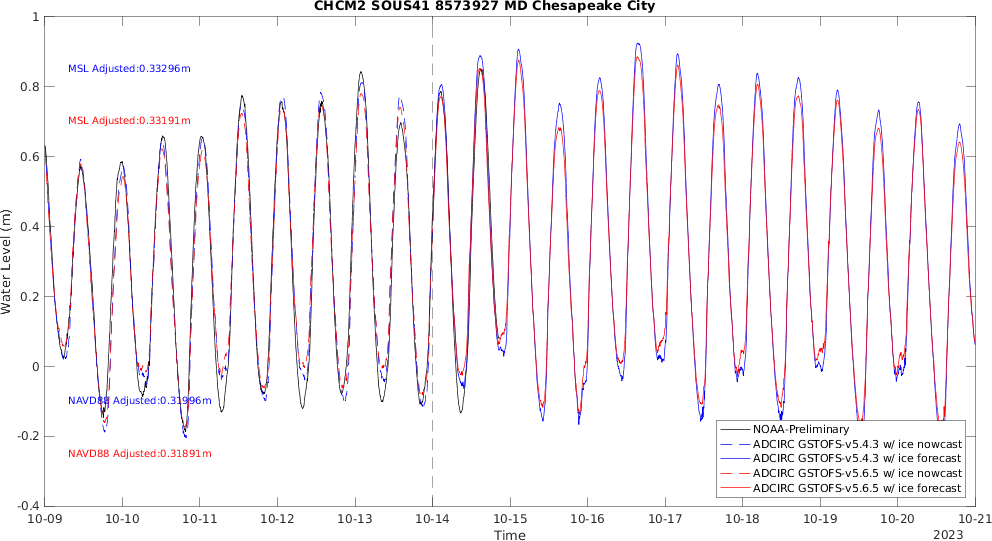 CHCM2 SOUS41 8573927 MD Chesapeake City
1
0.8
0.6
0.4
0.2
0
-0.2
-0.4
Water Level (m)
MSL Adjusted:0.33296m
MSL Adjusted:0.33191m
NAVD88 Adjusted:0.31996m
NAVD88 Adjusted:0.31891m
NOAA-Preliminary
ADCIRC GSTOFS-v5.4.3 w/ ice nowcast
ADCIRC GSTOFS-v5.4.3 w/ ice forecast
ADCIRC GSTOFS-v5.6.5 w/ ice nowcast
ADCIRC GSTOFS-v5.6.5 w/ ice forecast
10-09 10-10 10-11 10-12 10-13 10-14 10-15 10-16 10-17 10-18 10-19 10-20 10-21
Time
2023